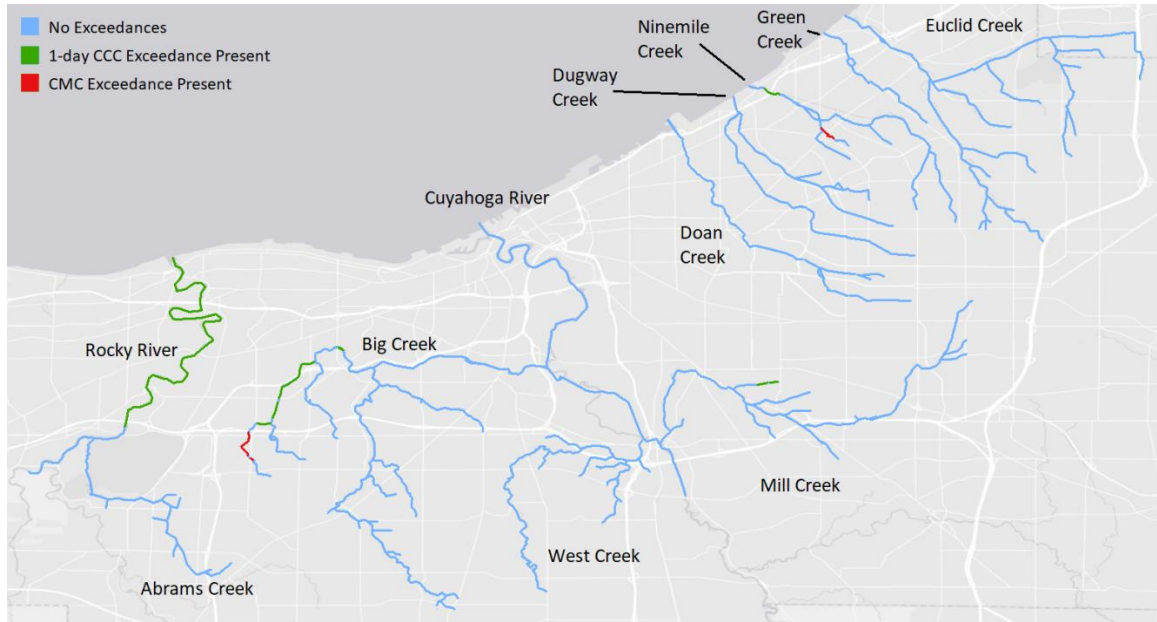 No Exceedances
1-day CCC Exceedance Present
CMC Exceedance Present
Ninemile
Creek
Green
Creek
Euclid Creek
Dugway
Creek
Cuyahoga River
Doan
Creek
Rocky River
Big Creek
Mill Creek
West Creek
Abrams Creek